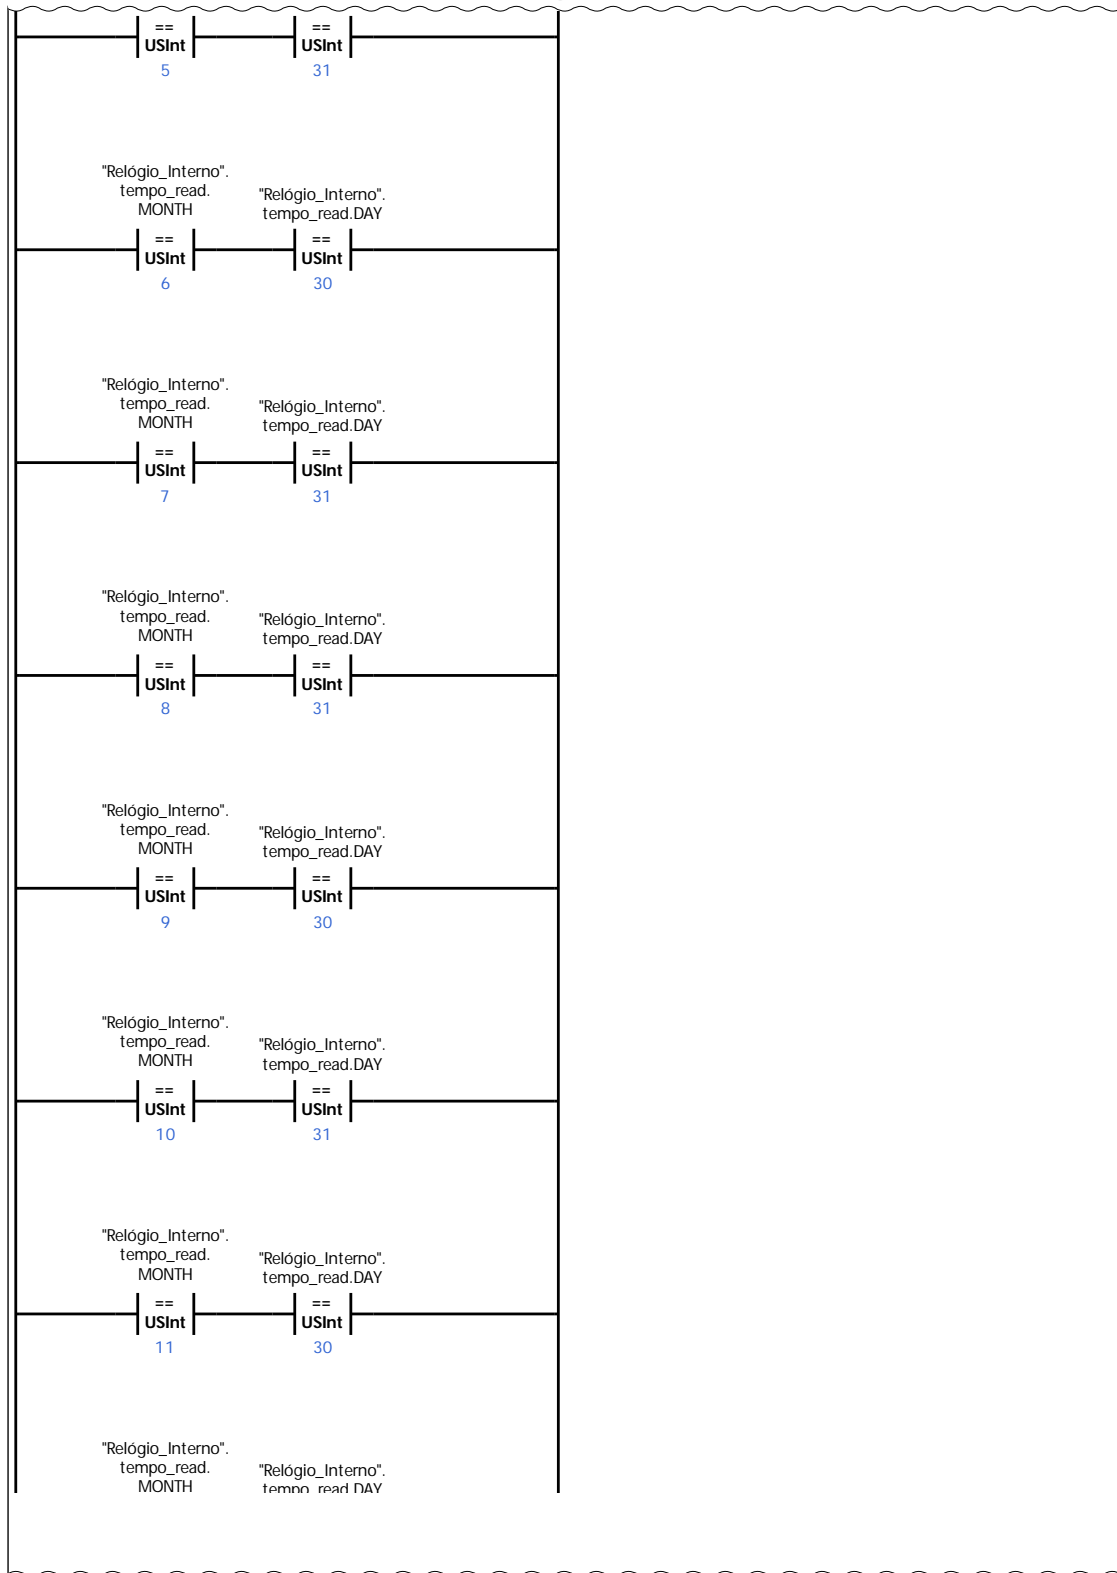 == ==
USInt USInt
5 31
"Relógio_Interno".
tempo_read.
MONTH
"Relógio_Interno".
tempo_read.DAY
== ==
USInt USInt
6 30
"Relógio_Interno".
tempo_read.
MONTH
"Relógio_Interno".
tempo_read.DAY
== ==
USInt USInt
7 31
"Relógio_Interno".
tempo_read.
MONTH
"Relógio_Interno".
tempo_read.DAY
== ==
USInt USInt
8 31
"Relógio_Interno".
tempo_read.
MONTH
"Relógio_Interno".
tempo_read.DAY
== ==
USInt USInt
9 30
"Relógio_Interno".
tempo_read.
MONTH
"Relógio_Interno".
tempo_read.DAY
== ==
USInt USInt
10 31
"Relógio_Interno".
tempo_read.
MONTH
"Relógio_Interno".
tempo_read.DAY
== ==
USInt USInt
11 30
"Relógio_Interno".
tempo_read.
MONTH
"Relógio_Interno".
tempo_read.DAY